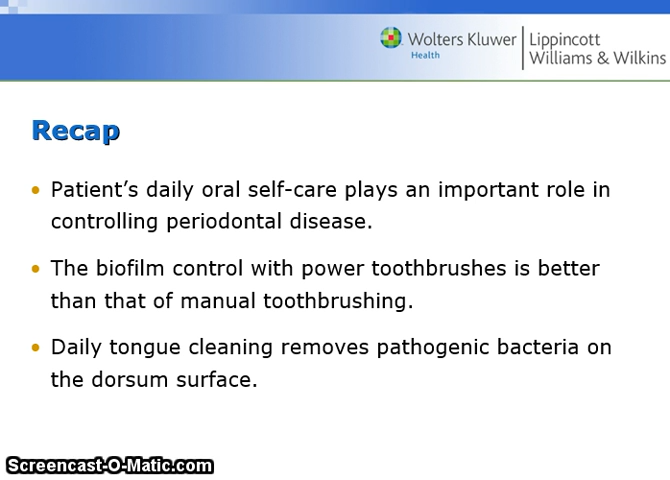 Wolters Kluwer
Health
Lippincott
Williams & Wilkins
Recap
• Patient's daily oral self-care plays an important role in
controlling periodontal disease.
• The biofilm control with power toothbrushes is better
than that of manual toothbrushing.
• Daily tongue cleaning removes pathogenic bacteria on
the dorsum surface.
Screencast-O-Matic.com